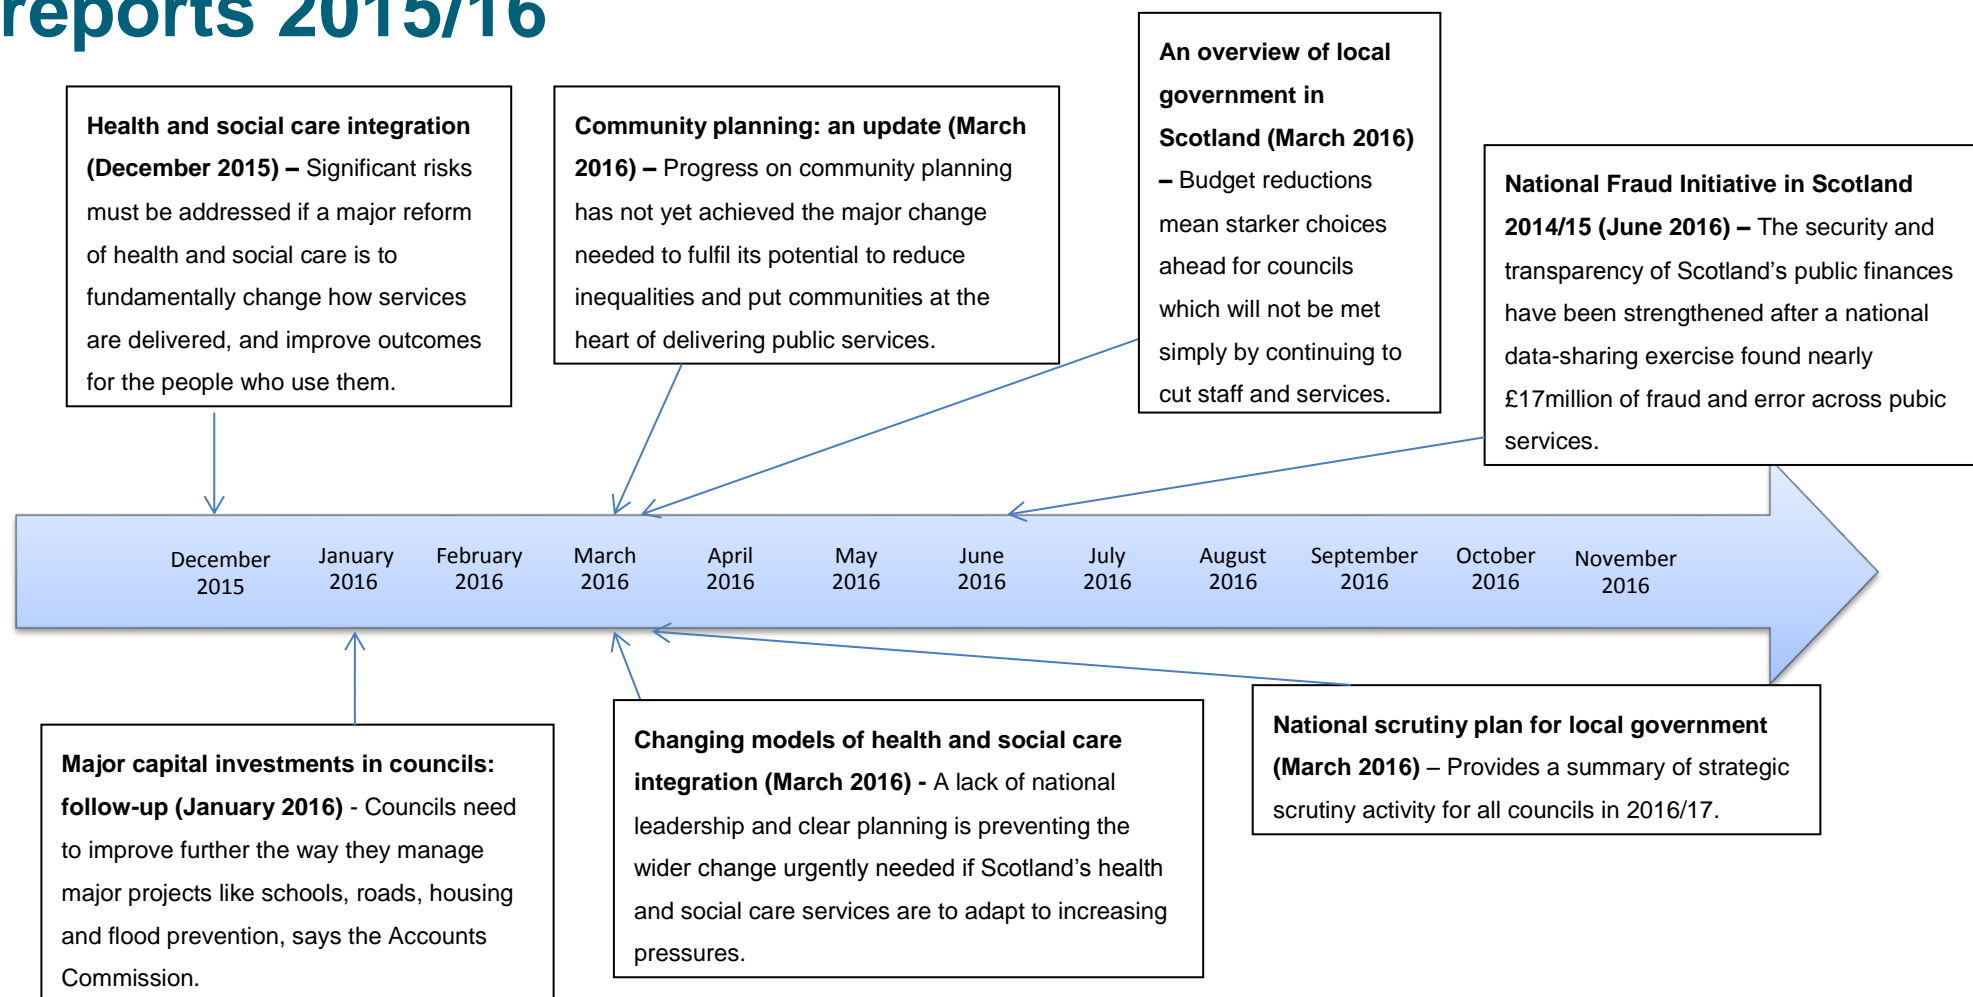 reports 2015/16
Health and social care integration
(December 2015) – Significant risks
must be addressed if a major reform
of health and social care is to
fundamentally change how services
are delivered, and improve outcomes
for the people who use them.
Community planning: an update (March
2016) – Progress on community planning
has not yet achieved the major change
needed to fulfil its potential to reduce
inequalities and put communities at the
heart of delivering public services.
An overview of local
government in
Scotland (March 2016)
– Budget reductions
mean starker choices
ahead for councils
which will not be met
simply by continuing to
cut staff and services.
National Fraud Initiative in Scotland
2014/15 (June 2016) – The security and
transparency of Scotland’s public finances
have been strengthened after a national
data-sharing exercise found nearly
£17million of fraud and error across pubic
services.
December
2015
January
2016
February
2016
March
2016
April
2016
May
2016
June
2016
July
2016
August
2016
September
2016
October
2016
November
2016
Major capital investments in councils:
follow-up (January 2016) - Councils need
to improve further the way they manage
major projects like schools, roads, housing
and flood prevention, says the Accounts
Commission.
Changing models of health and social care
integration (March 2016) - A lack of national
leadership and clear planning is preventing the
wider change urgently needed if Scotland’s health
and social care services are to adapt to increasing
pressures.
National scrutiny plan for local government
(March 2016) – Provides a summary of strategic
scrutiny activity for all councils in 2016/17.